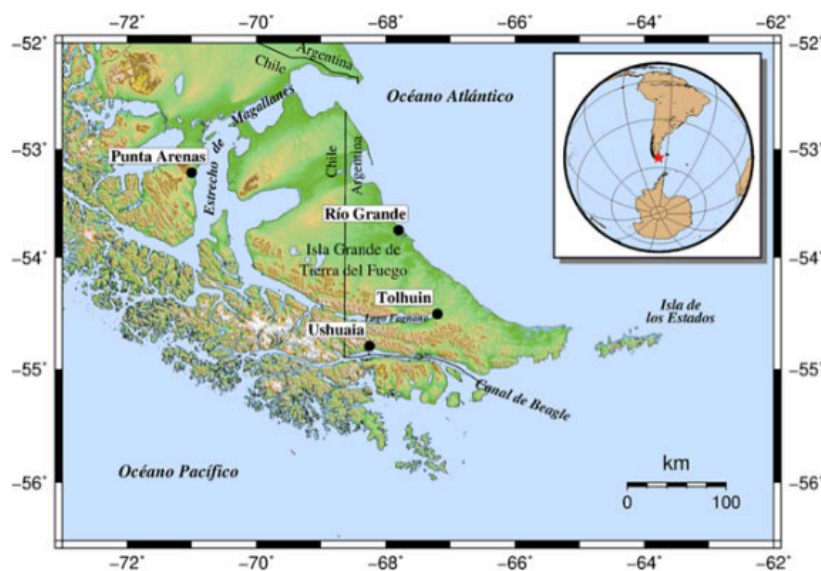 −72
−70
−68
−66
−64
−62
−52
−52
Argentina
Chile
Océano Atlántico
Estrecho de Magallanes
−53
−53
Punta Arenas
Chile
Argentina
Río Grande
−54
−54
Isla Grande de
Tierra del Fuego
Tolhuin
Lago Fagnano
Isla de
los Estados
Ushuaia
−55
−55
Canal de Beagle
Océano Pacífico
km
−56
−56
0
100
−72
−70
−68
−66
−64
−62